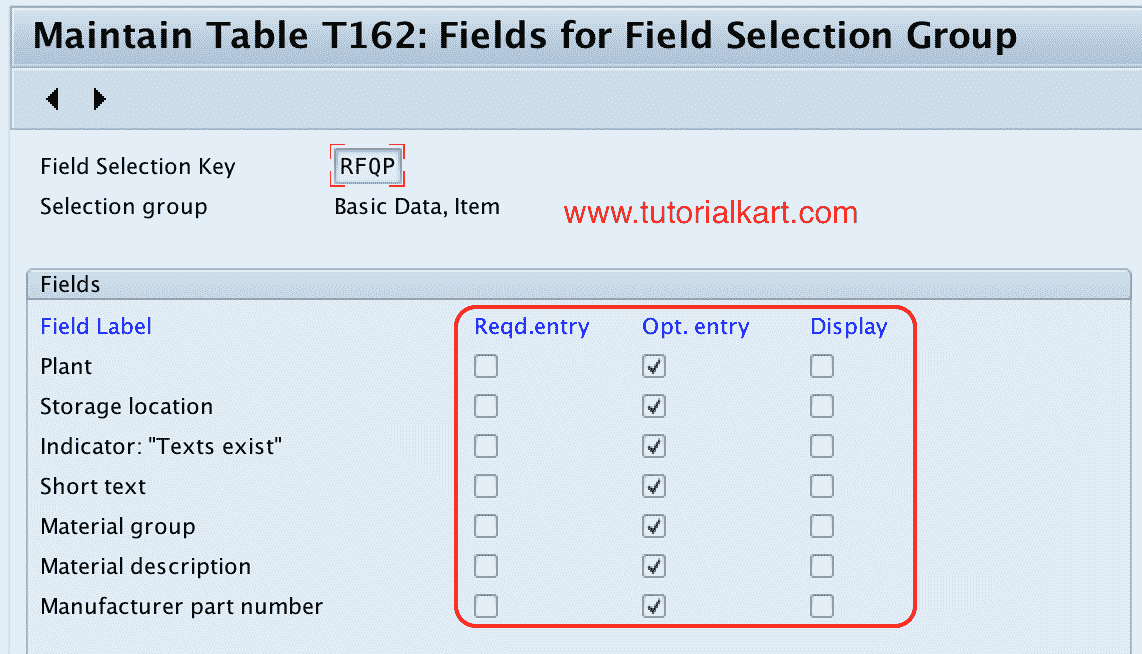 Maintain Table T162: Fields for Field Selection Group
Field Selection Key RFQP
Selection group Basic Data, Item
www.tutorialkart.com
Fields
Field Label Reqd.entry Opt. entry Display
Plant
Storage location
Indicator: "Texts exist"
Short text
Material group
Material description
Manufacturer part number